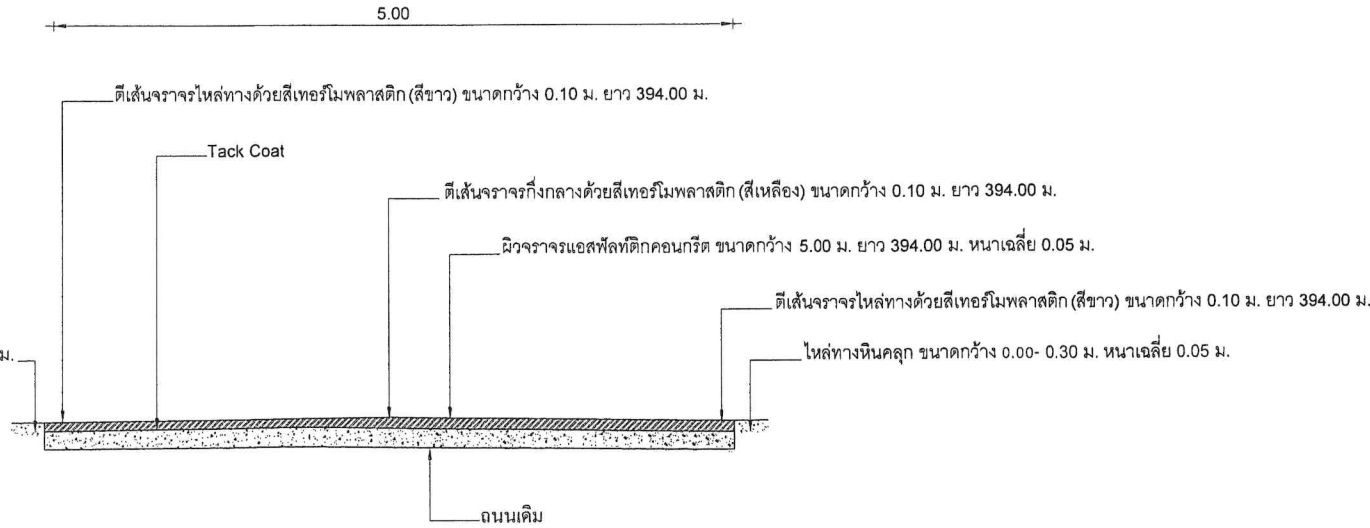 5.00
ตีเส้นจราจรไหล่ทางด้วยสีเทอร์โมพลาสติก (สีขาว) ขนาดกว้าง 0.10 ม. ยาว 394.00 ม.
Tack Coat
ตีเส้นจราจรกึ่งกลางด้วยสีเทอร์โมพลาสติก (สีเหลือง) ขนาดกว้าง 0.10 ม. ยาว 394.00 ม.
ผิวจราจรแอสฟัลท์ติกคอนกรีต ขนาดกว้าง 5.00 ม. ยาว 394.00 ม. หนาเฉลี่ย 0.05 ม.
ตีเส้นจราจรไหล่ทางด้วยสีเทอร์โมพลาสติก (สีขาว) ขนาดกว้าง 0.10 ม. ยาว 394.00 ม.
ม.
ไหล่ทางหินคลุก ขนาดกว้าง 0.00- 0.30 ม. หนาเฉลี่ย 0.05 ม.
ถนนเดิม